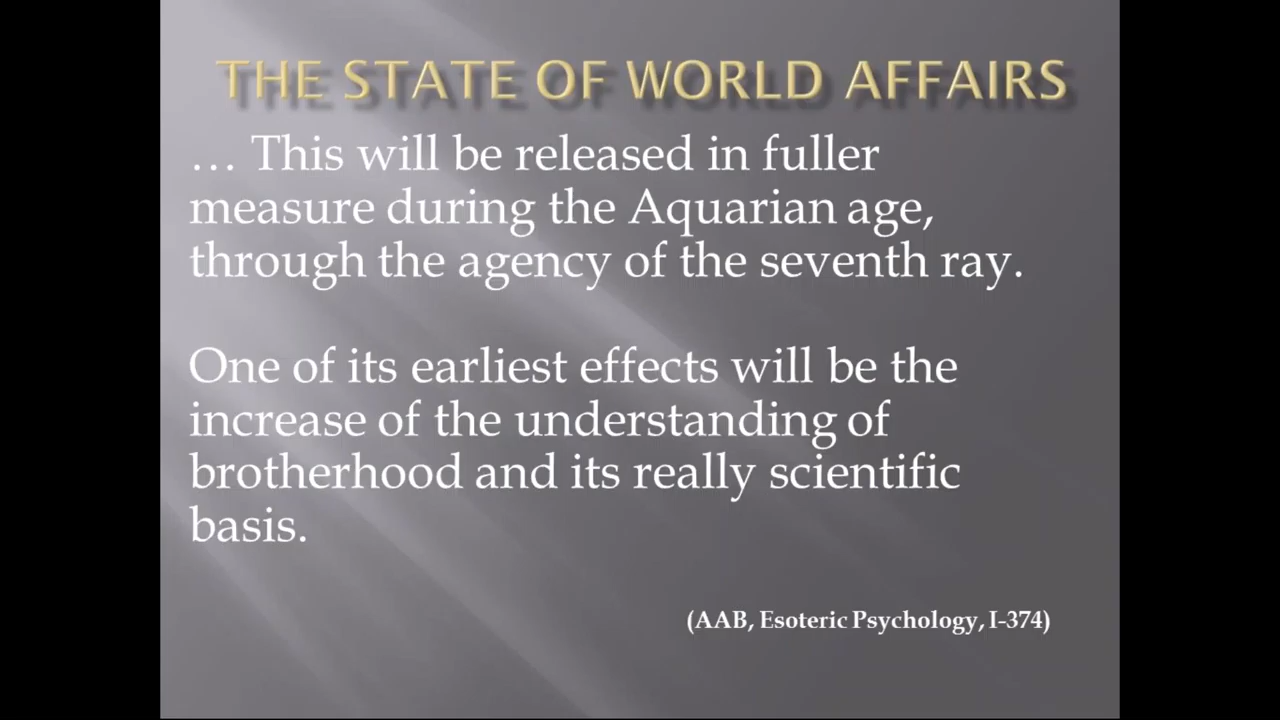 THE STATE OF WORLD AFFAIRS
… This will be released in fuller
measure during the Aquarian age,
through the agency of the seventh ray.
One of its earliest effects will be the
increase of the understanding of
brotherhood and its really scientific
basis.
(AAB, Esoteric Psychology, I-374)